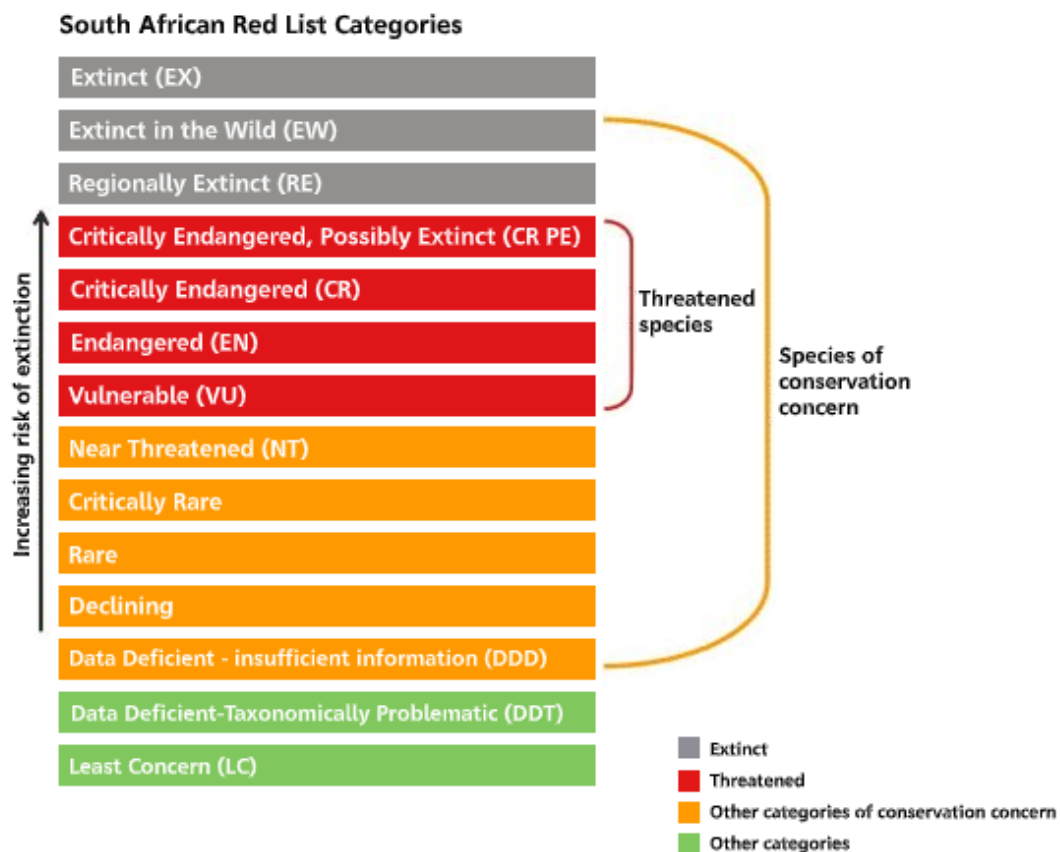 South African Red List Categories
Extinct (EX)
Extinct in the Wild (EW)
Regionally Extinct (RE)
Critically Endangered, Possibly Extinct (CR PE)
Critically Endangered (CR)
Endangered (EN)
Vulnerable (VU)
Near Threatened (NT)
Critically Rare
Rare
Declining
Data Deficient - insufficient information (DDD)
Data Deficient-Taxonomically Problematic (DDT)
Least Concern (LC)
Increasing risk of extinction
Threatened
species
Species of
conservation
concern
Extinct
Threatened
Other categories of conservation concern
Other categories